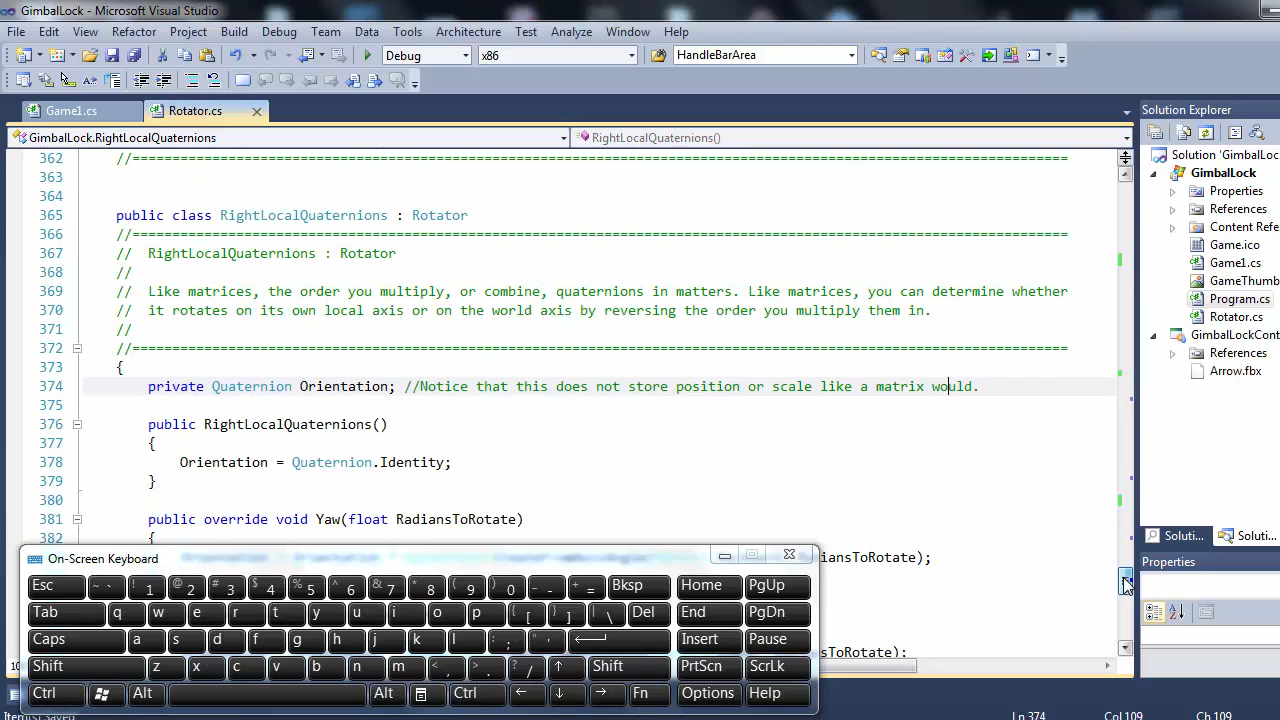 GimballLock - Microsoft Visual Studio
File Edit View Refactor Project Build Debug Team Data Tools Architecture Test Analyze Window Help
Debug x86 HandleBarArea
Game1.cs Rotator.cs
GimballLock.RightLocalQuaternions RightLocalQuaternions()
362 //=====================================================================================================================
363
364
365 public class RightLocalQuaternions : Rotator
366 //=====================================================================================================================
367 // RightLocalQuaternions : Rotator
368 //
369 // Like matrices, the order you multiply, or combine, quaternions in matters. Like matrices, you can determine whether
370 // it rotates on its own local axis or on the world axis by reversing the order you multiply them in.
371 //
372 //=====================================================================================================================
373 {
374 private Quaternion Orientation; //Notice that this does not store position or scale like a matrix would.
375
376 public RightLocalQuaternions()
377 {
378 Orientation = Quaternion.Identity;
379 }
380
381 public override void Yaw(float RadiansToRotate)
382 {
diansToRotate);
nsToRotate);
Solution Explorer
Solution 'GimbalLoc
GimbalLock
Properties
References
Content Refe
Game.ico
Game1.cs
GameThumb
Program.cs
Rotator.cs
GimbalLockCont
References
Arrow.fbx
Soluti... Soluti...
Properties
On-Screen Keyboard
Esc ~ ` ! 1 @ 2 # 3 $ 4 % 5 ^ 6 & 7 * 8 ( 9 ) 0 _ - + = Bksp Home PgUp
Tab q w e r t y u i o p { [ } ] | \ Del End PgDn
Caps a s d f g h j k l : ; " ' Insert Pause
Shift z x c v b n m < , > . ? / ↑ Shift PrtScn ScrLk
Ctrl Alt Alt Ctrl ← ↓ → Fn Options Help
Item(s) Saved Ln 374 Col 109 Ch 109